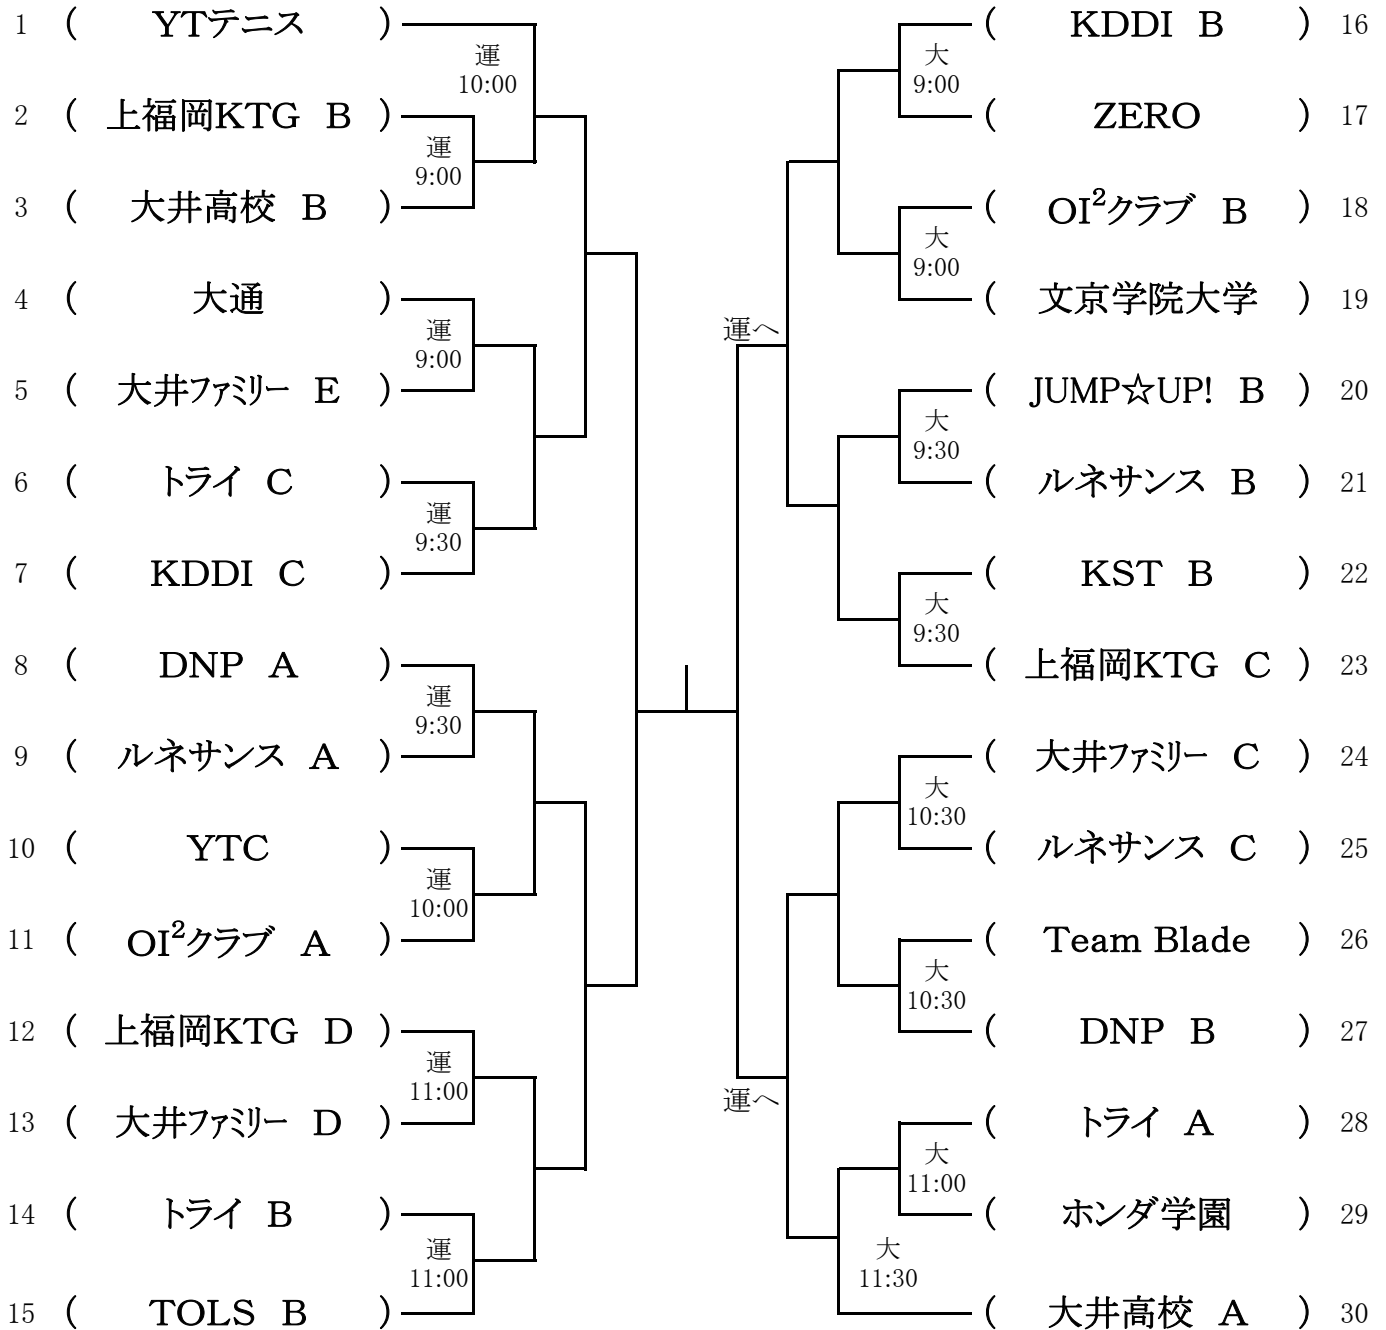 1 ( YTテニス )
運
10:00
2 ( 上福岡KTG B )
運
9:00
3 ( 大井高校 B )
4 ( 大通 )
運
9:00
5 ( 大井ファミリー E )
6 ( トライ C )
運
9:30
7 ( KDDI C )
8 ( DNP A )
運
9:30
9 ( ルネサンス A )
10 ( YTC )
運
10:00
11 ( OI²クラブ A )
12 ( 上福岡KTG D )
運
11:00
13 ( 大井ファミリー D )
14 ( トライ B )
運
11:00
15 ( TOLS B )
( KDDI B ) 16
大
9:00
( ZERO ) 17
( OI²クラブ B ) 18
大
9:00
( 文京学院大学 ) 19
運へ
( JUMP☆UP! B ) 20
大
9:30
( ルネサンス B ) 21
( KST B ) 22
大
9:30
( 上福岡KTG C ) 23
( 大井ファミリー C ) 24
大
10:30
( ルネサンス C ) 25
( Team Blade ) 26
大
10:30
( DNP B ) 27
運へ
( トライ A ) 28
大
11:00
( ホンダ学園 ) 29
大
11:30
( 大井高校 A ) 30